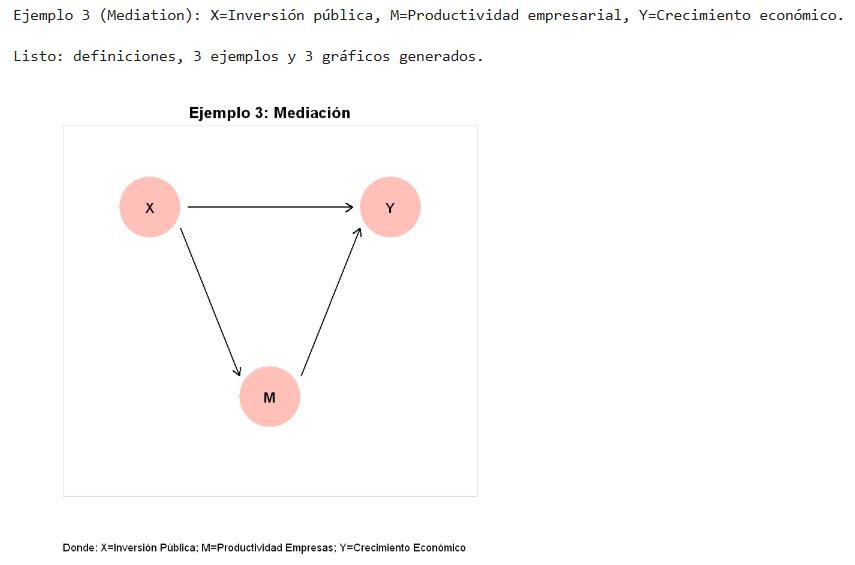 Ejemplo 3 (Mediation): X=Inversión pública, M=Productividad empresarial, Y=Crecimiento económico.
Listo: definiciones, 3 ejemplos y 3 gráficos generados.
Ejemplo 3: Mediación
X
Y
M
Donde: X=Inversión Pública; M=Productividad Empresas; Y=Crecimiento Económico